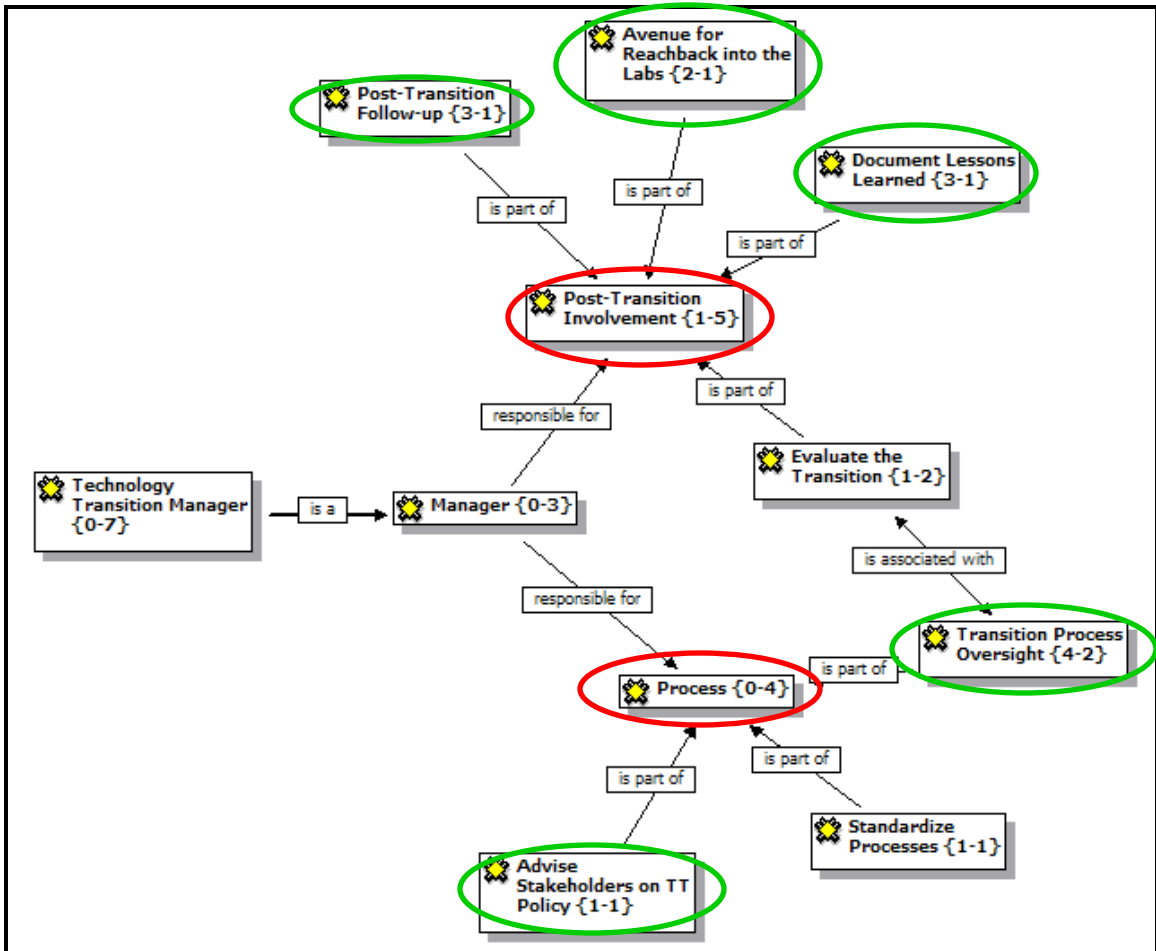 Avenue for
Reachback into the
Labs {2-1}
Post-Transition
Follow-up {3-1}
Document Lessons
Learned {3-1}
is part of
is part of
is part of
Post-Transition
Involvement {1-5}
is part of
responsible for
Evaluate the
Transition {1-2}
Technology
Transition Manager
{0-7}
is a
Manager {0-3}
is associated with
responsible for
Transition Process
Oversight {4-2}
is part of
Process {0-4}
is part of
is part of
Standardize
Processes {1-1}
Advise
Stakeholders on TT
Policy {1-1}